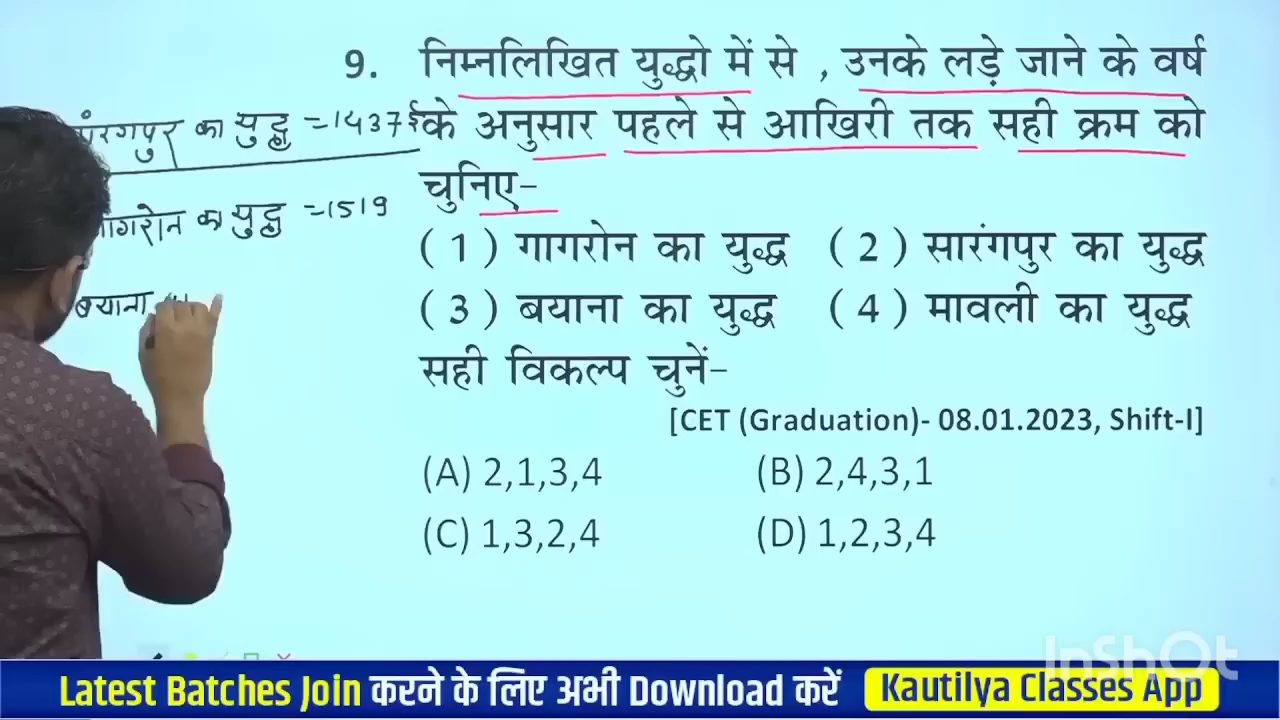 9. निम्नलिखित युद्धो में से , उनके लड़े जाने के वर्ष
के अनुसार पहले से आखिरी तक सही क्रम को
चुनिए-
(1) गागरोन का युद्ध (2) सारंगपुर का युद्ध
(3) बयाना का युद्ध (4) मावली का युद्ध
सही विकल्प चुनें-
[CET (Graduation)- 08.01.2023, Shift-I]
(A) 2,1,3,4 (B) 2,4,3,1
(C) 1,3,2,4 (D) 1,2,3,4
का युद्ध =1437ई
का युद्ध =1519
बयाना
Latest Batches Join करने के लिए अभी Download करें Kautilya Classes App
InShOt